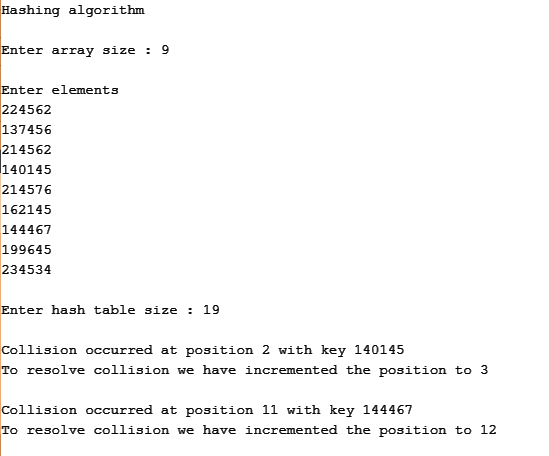 Hashing algorithm
Enter array size : 9
Enter elements
224562
137456
214562
140145
214576
162145
144467
199645
234534
Enter hash table size : 19
Collision occurred at position 2 with key 140145
To resolve collision we have incremented the position to 3
Collision occurred at position 11 with key 144467
To resolve collision we have incremented the position to 12